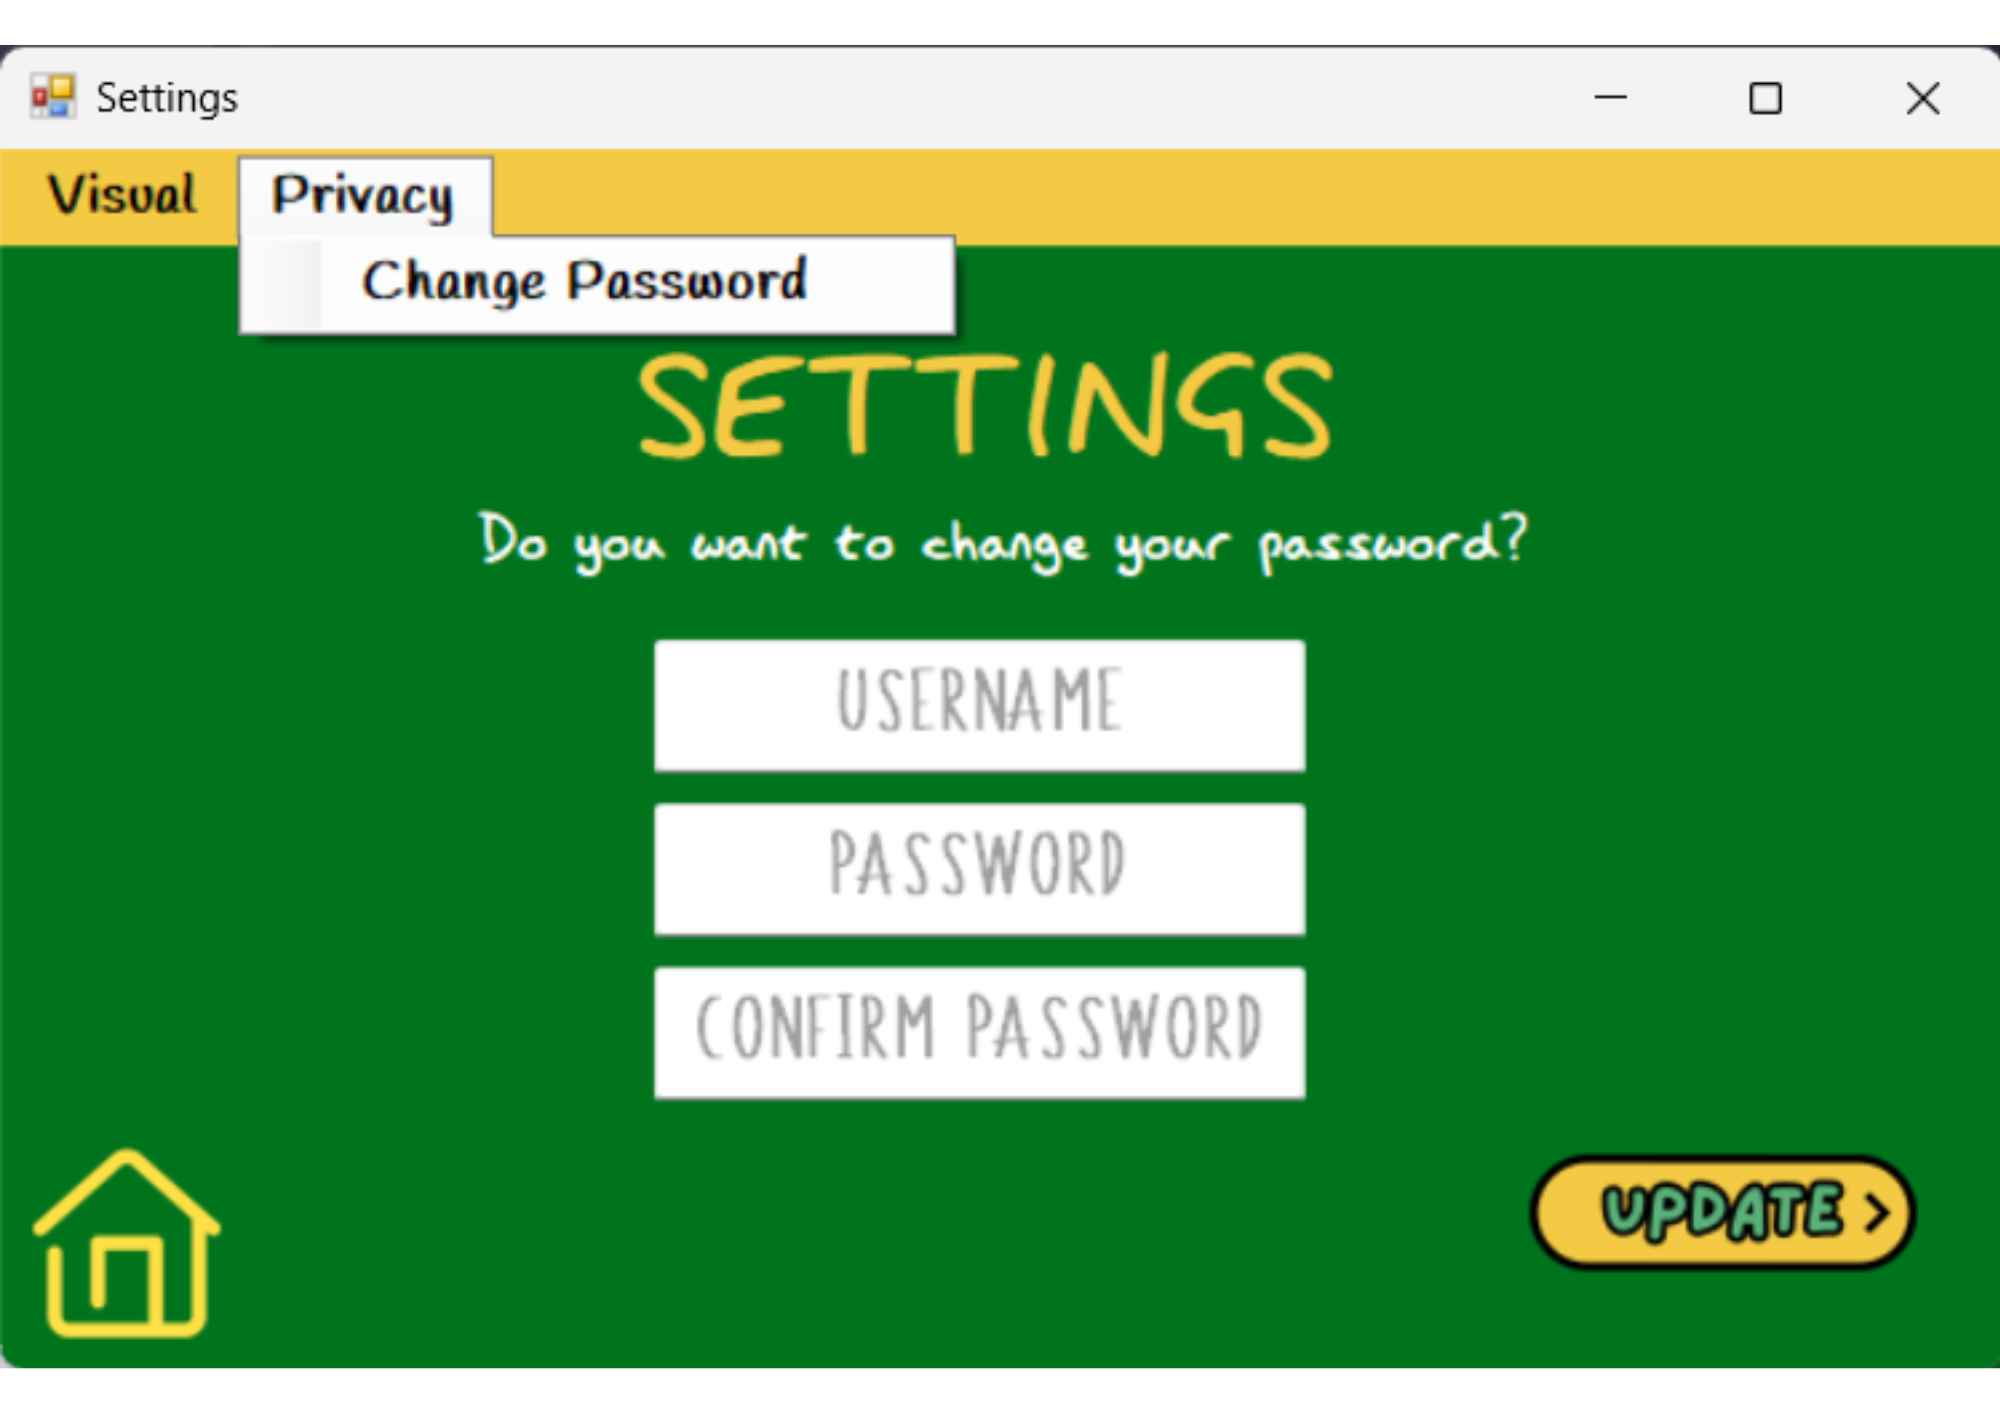 Settings
Visual Privacy
Change Password
SETTINGS
Do you want to change your password?
USERNAME
PASSWORD
CONFIRM PASSWORD
UPDATE >